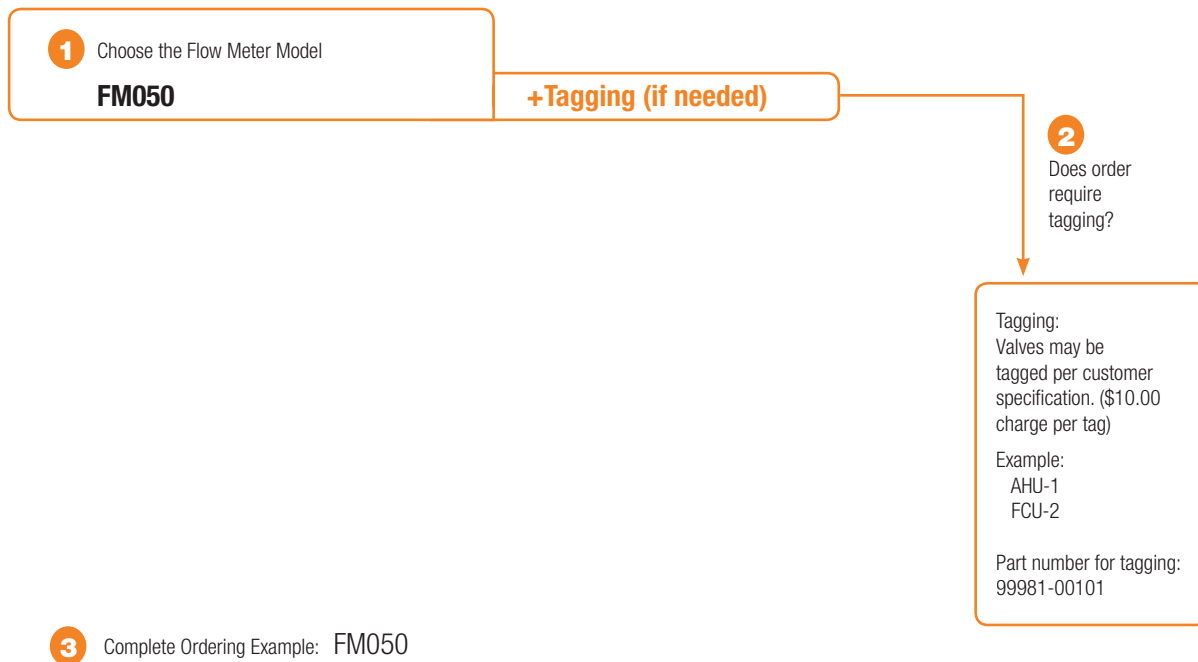 1 Choose the Flow Meter Model
FM050
+Tagging (if needed)
2
Does order
require
tagging?
Tagging:
Valves may be
tagged per customer
specification. ($10.00
charge per tag)
Example:
AHU-1
FCU-2
Part number for tagging:
99981-00101
3 Complete Ordering Example: FM050